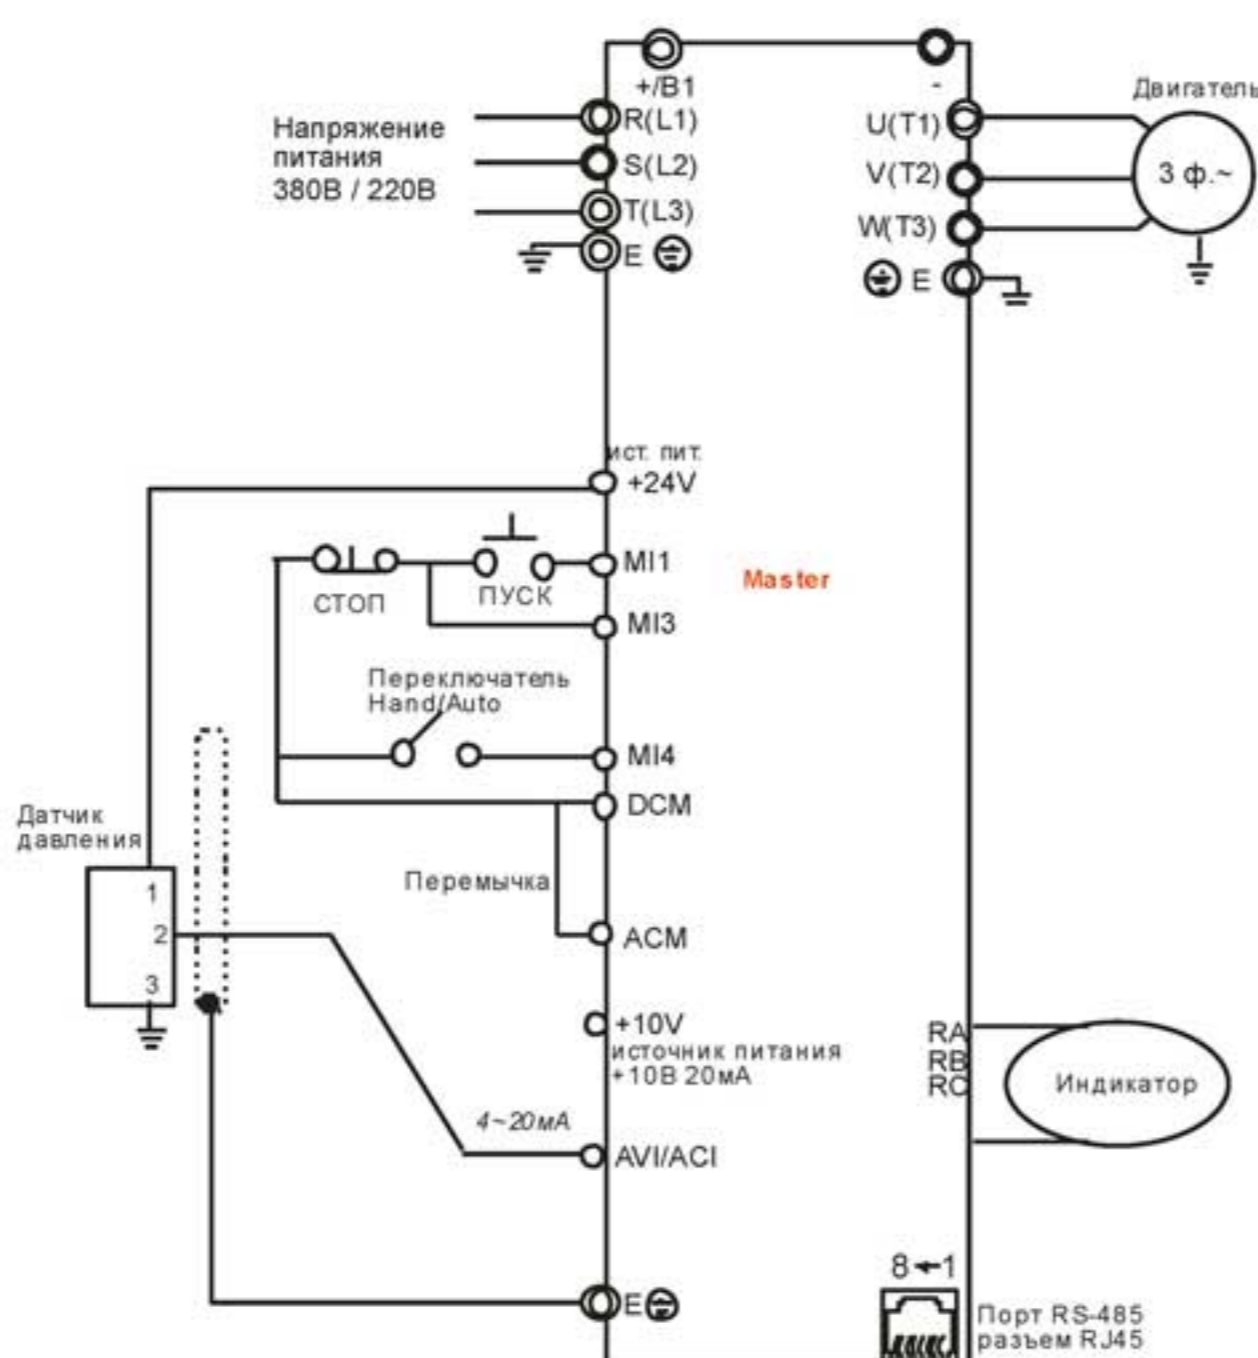 +/B1
-
Двигатель
Напряжение
питания
380В / 220В
R(L1)
S(L2)
T(L3)
E
U(T1)
V(T2)
W(T3)
E
3 ф.~
ист. пит.
+24V
MI1
СТОП
ПУСК
MI3
Master
Переключатель
Hand/Auto
MI4
DCM
Датчик
давления
1
2
3
Перемычка
ACM
+10V
источник питания
+10В 20мА
RA
RB
RC
Индикатор
4~20мА
AVI/ACI
8 1
E
Порт RS-485
разъем RJ45